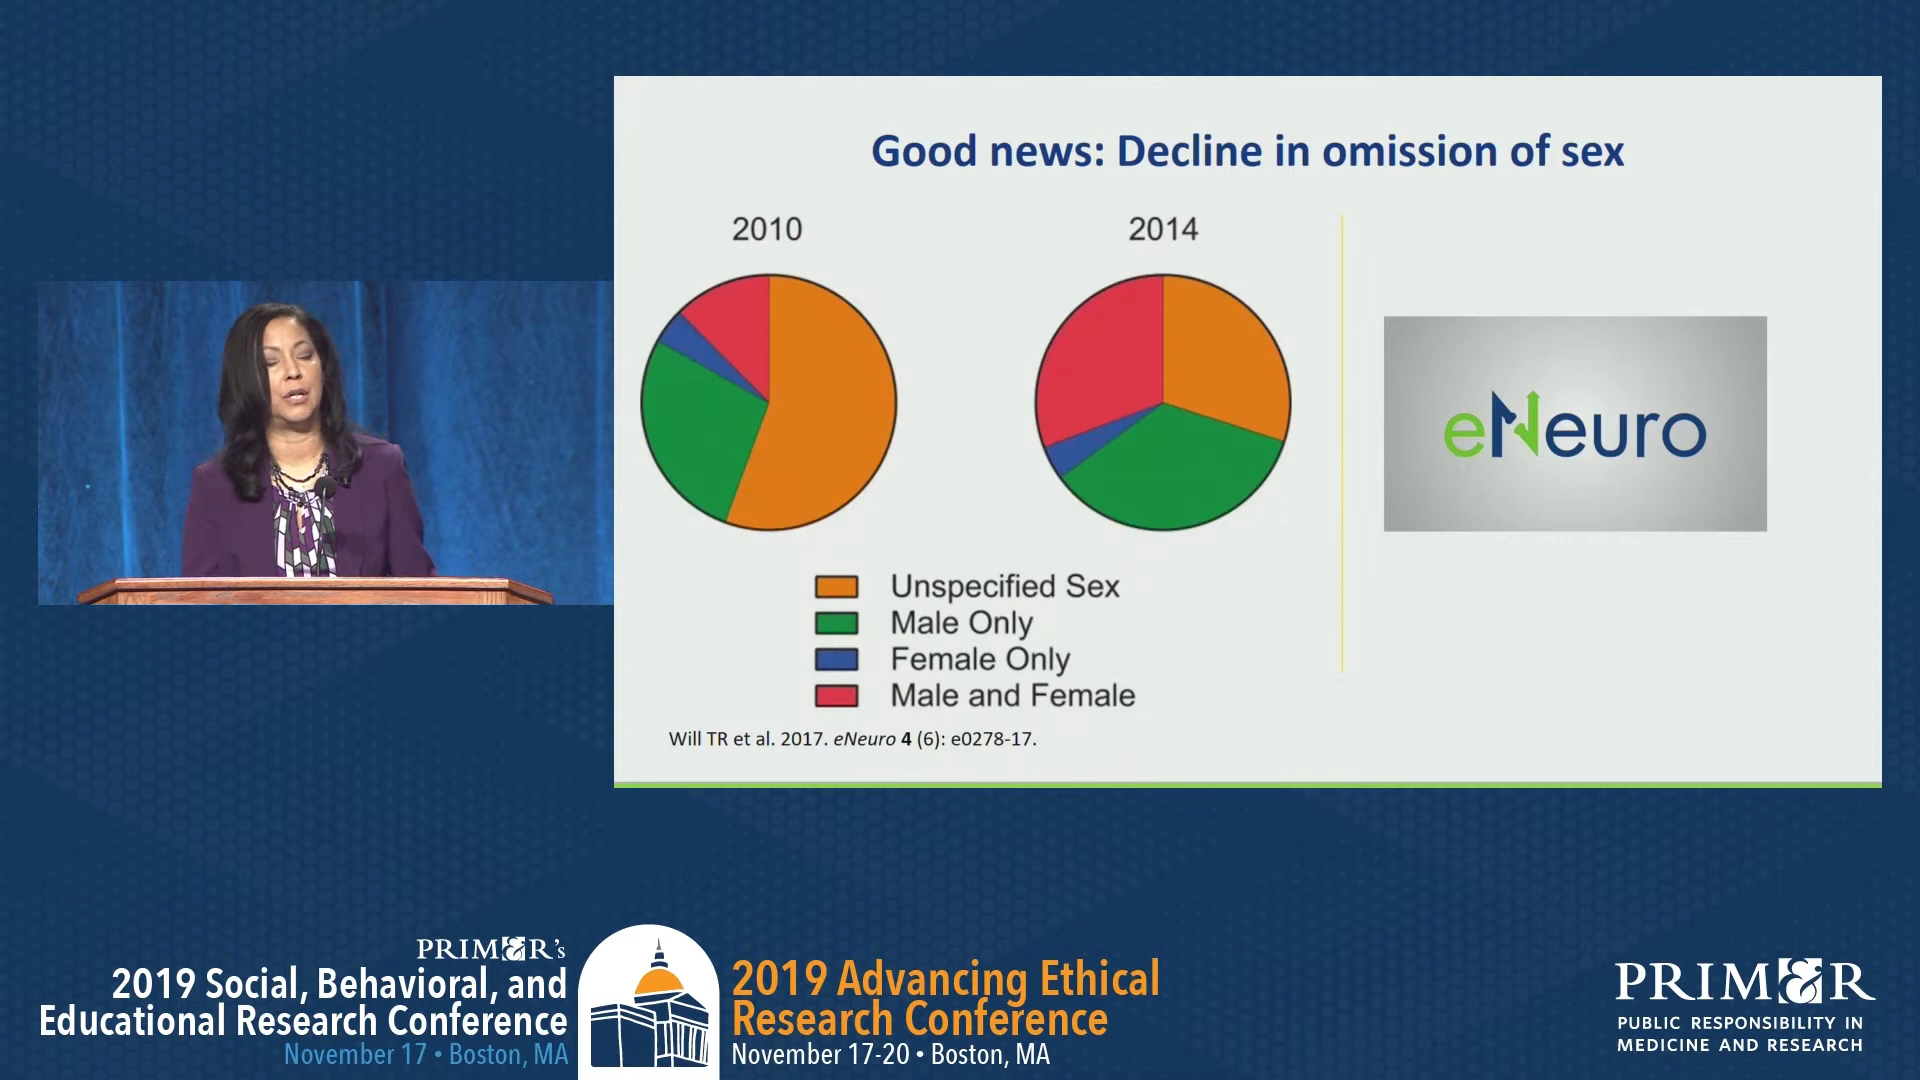 Good news: Decline in omission of sex
2010
2014
eNeuro
Unspecified Sex
Male Only
Female Only
Male and Female
Will TR et al. 2017. eNeuro 4 (6): e0278-17.
PRIM&R's
2019 Social, Behavioral, and
Educational Research Conference
November 17 • Boston, MA
2019 Advancing Ethical
Research Conference
November 17-20 • Boston, MA
PRIM&R
PUBLIC RESPONSIBILITY IN
MEDICINE AND RESEARCH